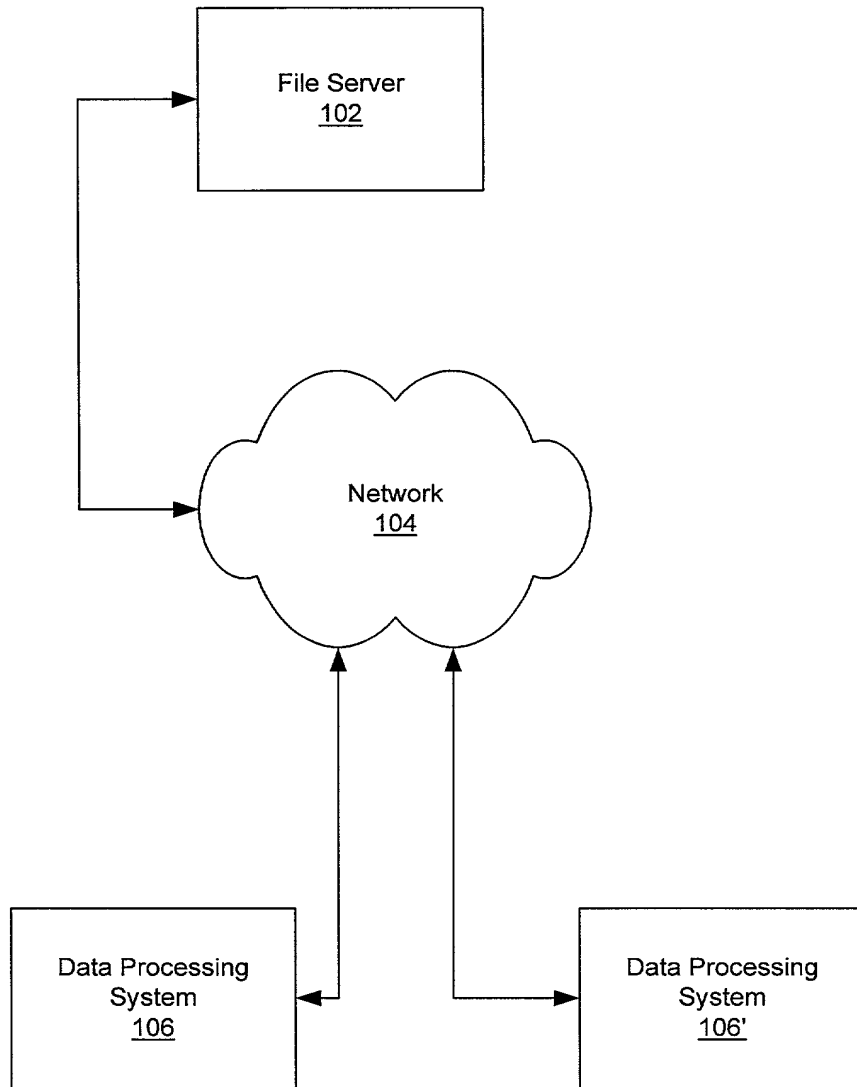 File Server
102
Network
104
Data Processing
System
106
Data Processing
System
106'